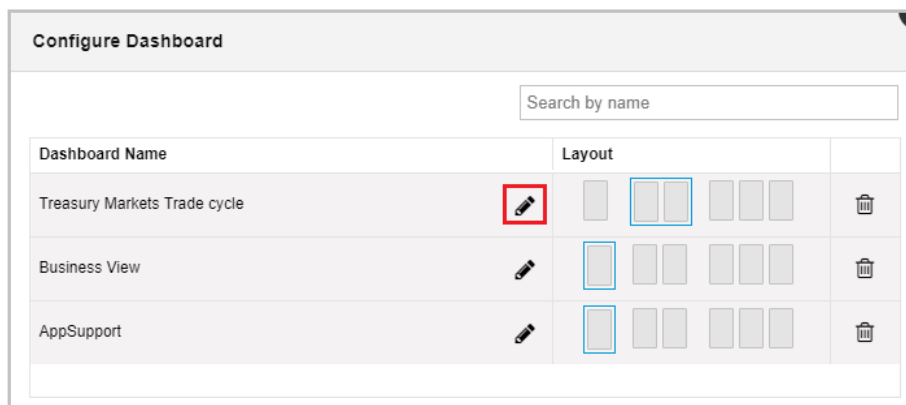 Configure Dashboard
Search by name
Dashboard Name Layout
Treasury Markets Trade cycle
Business View
AppSupport